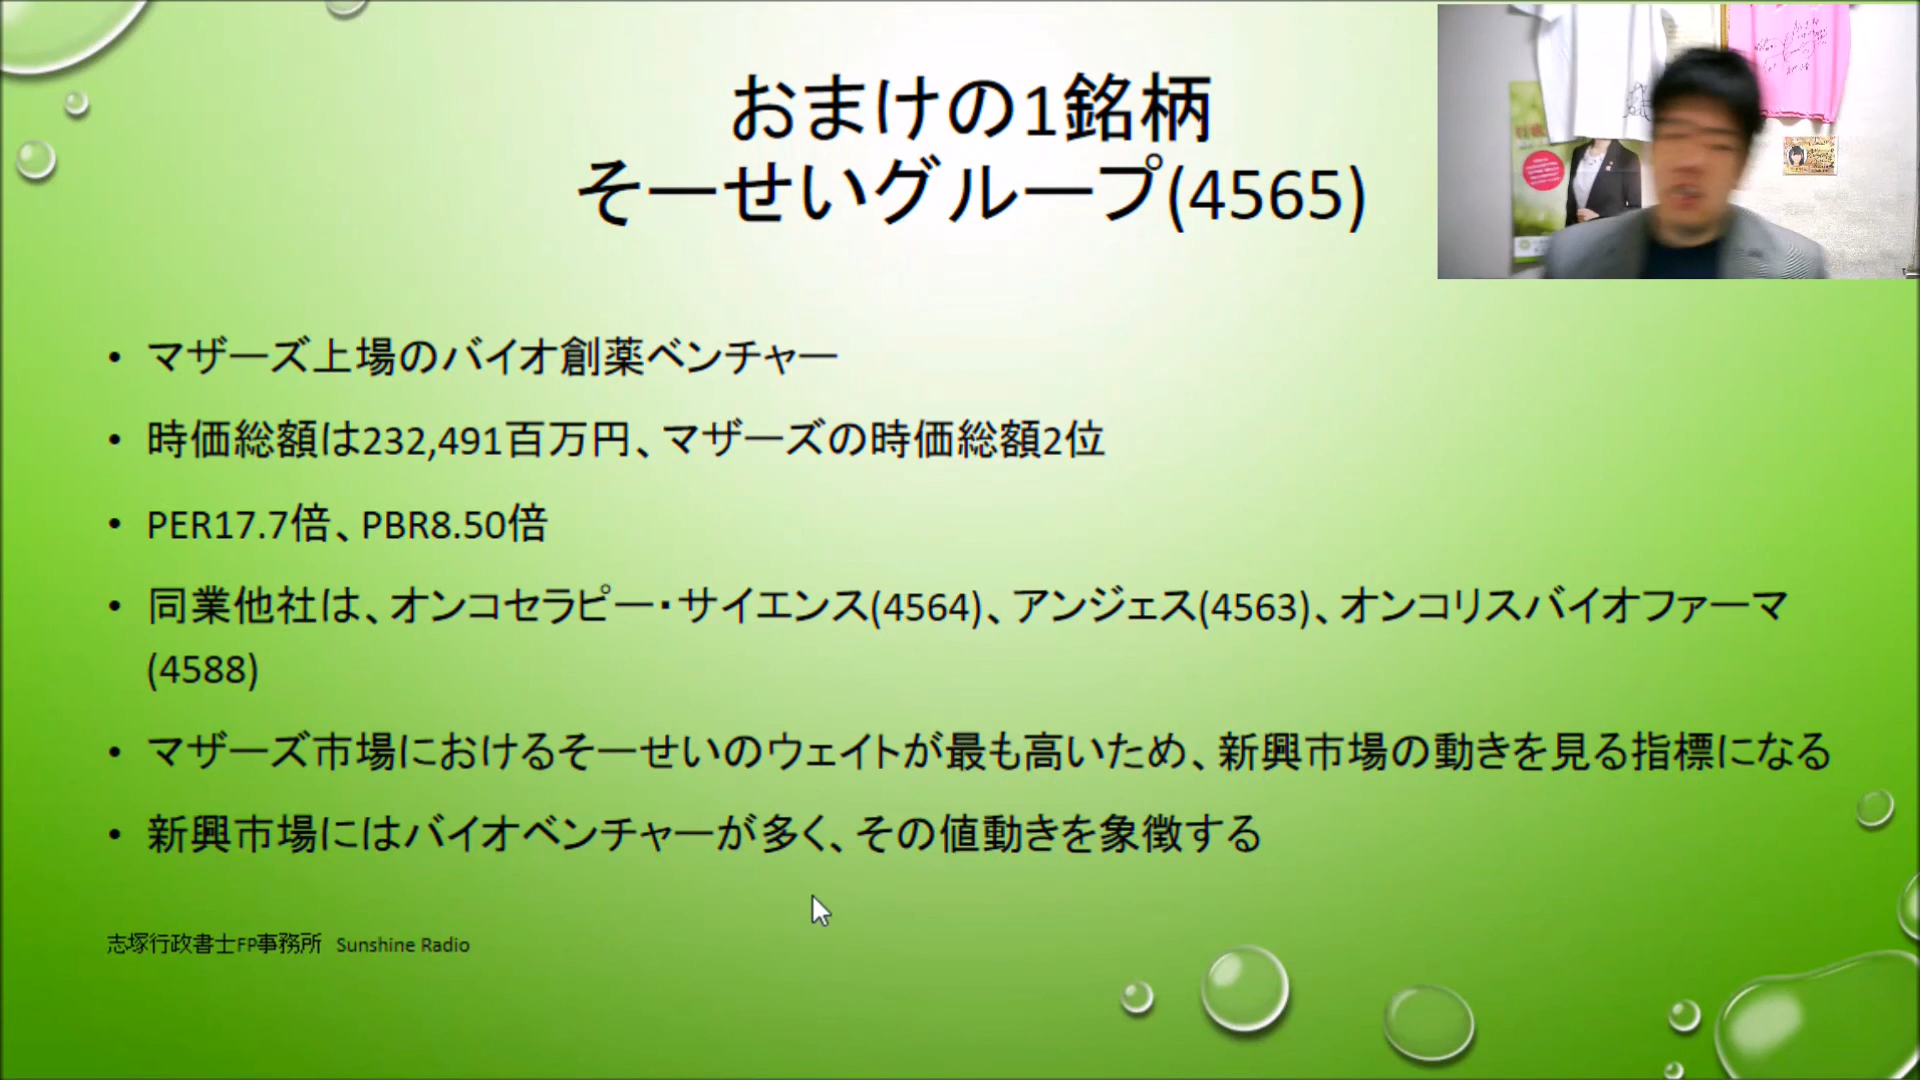 おまけの1銘柄
そーせいグループ(4565)
• マザーズ上場のバイオ創薬ベンチャー
• 時価総額は232,491百万円、マザーズの時価総額2位
• PER17.7倍、PBR8.50倍
• 同業他社は、オンコセラピー・サイエンス(4564)、アンジェス(4563)、オンコリスバイオファーマ
(4588)
• マザーズ市場におけるそーせいのウェイトが最も高いため、新興市場の動きを見る指標になる
• 新興市場にはバイオベンチャーが多く、その値動きを象徴する
志塚行政書士FP事務所 Sunshine Radio